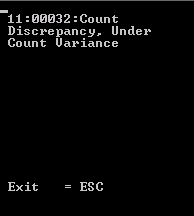 11:00032:Count
Discrepancy, Under
Count Variance
Exit   = ESC